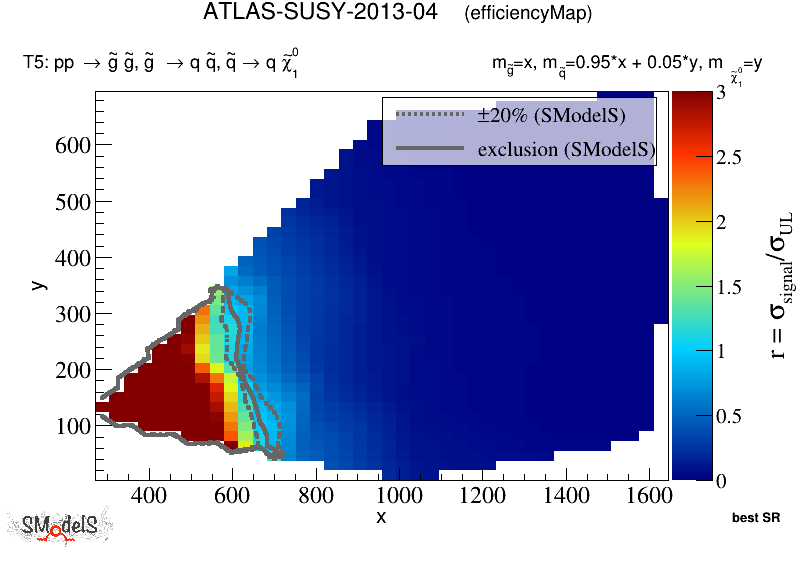 ATLAS-SUSY-2013-04 (efficiencyMap)
T5: pp → g̃ g̃, g̃ → q q̃, q̃ → q χ̃₁⁰ m_g̃=x, m_q̃=0.95*x + 0.05*y, m_χ̃₁⁰=y
±20% (SModelS)
exclusion (SModelS)
600
500
400
300
200
100
y
400 600 800 1000 1200 1400 1600
x
3
2.5
2
1.5
1
0.5
0
r = σ_signal/σ_UL
best SR
SModelS